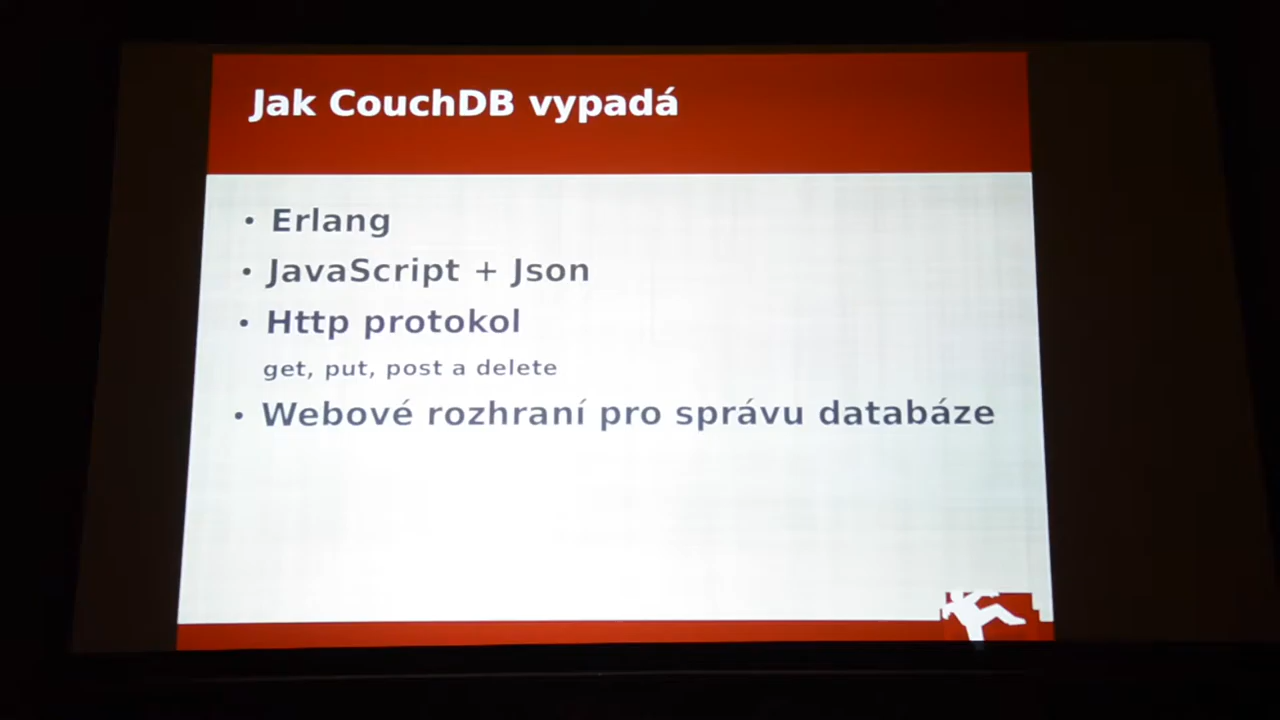 Jak CouchDB vypadá
• Erlang
• JavaScript + Json
• Http protokol
get, put, post a delete
• Webové rozhraní pro správu databáze